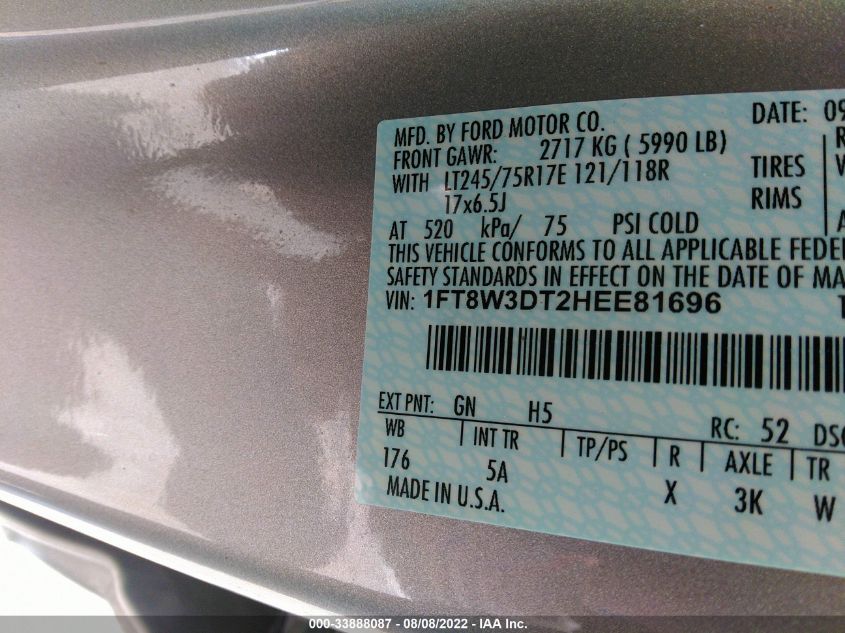 DATE: 09
MFD. BY FORD MOTOR CO.
FRONT GAWR: 2717 KG ( 5990 LB)
WITH LT245/75R17E 121/118R TIRES
17x6.5J RIMS
AT 520 kPa/ 75 PSI COLD
THIS VEHICLE CONFORMS TO ALL APPLICABLE FEDE
SAFETY STANDARDS IN EFFECT ON THE DATE OF MA
VIN: 1FT8W3DT2HEE81696
EXT PNT: GN H5 RC: 52 DSO
WB INT TR TP/PS R AXLE TR
176 5A X 3K W
MADE IN U.S.A.
000-33888087 - 08/08/2022 - IAA Inc.